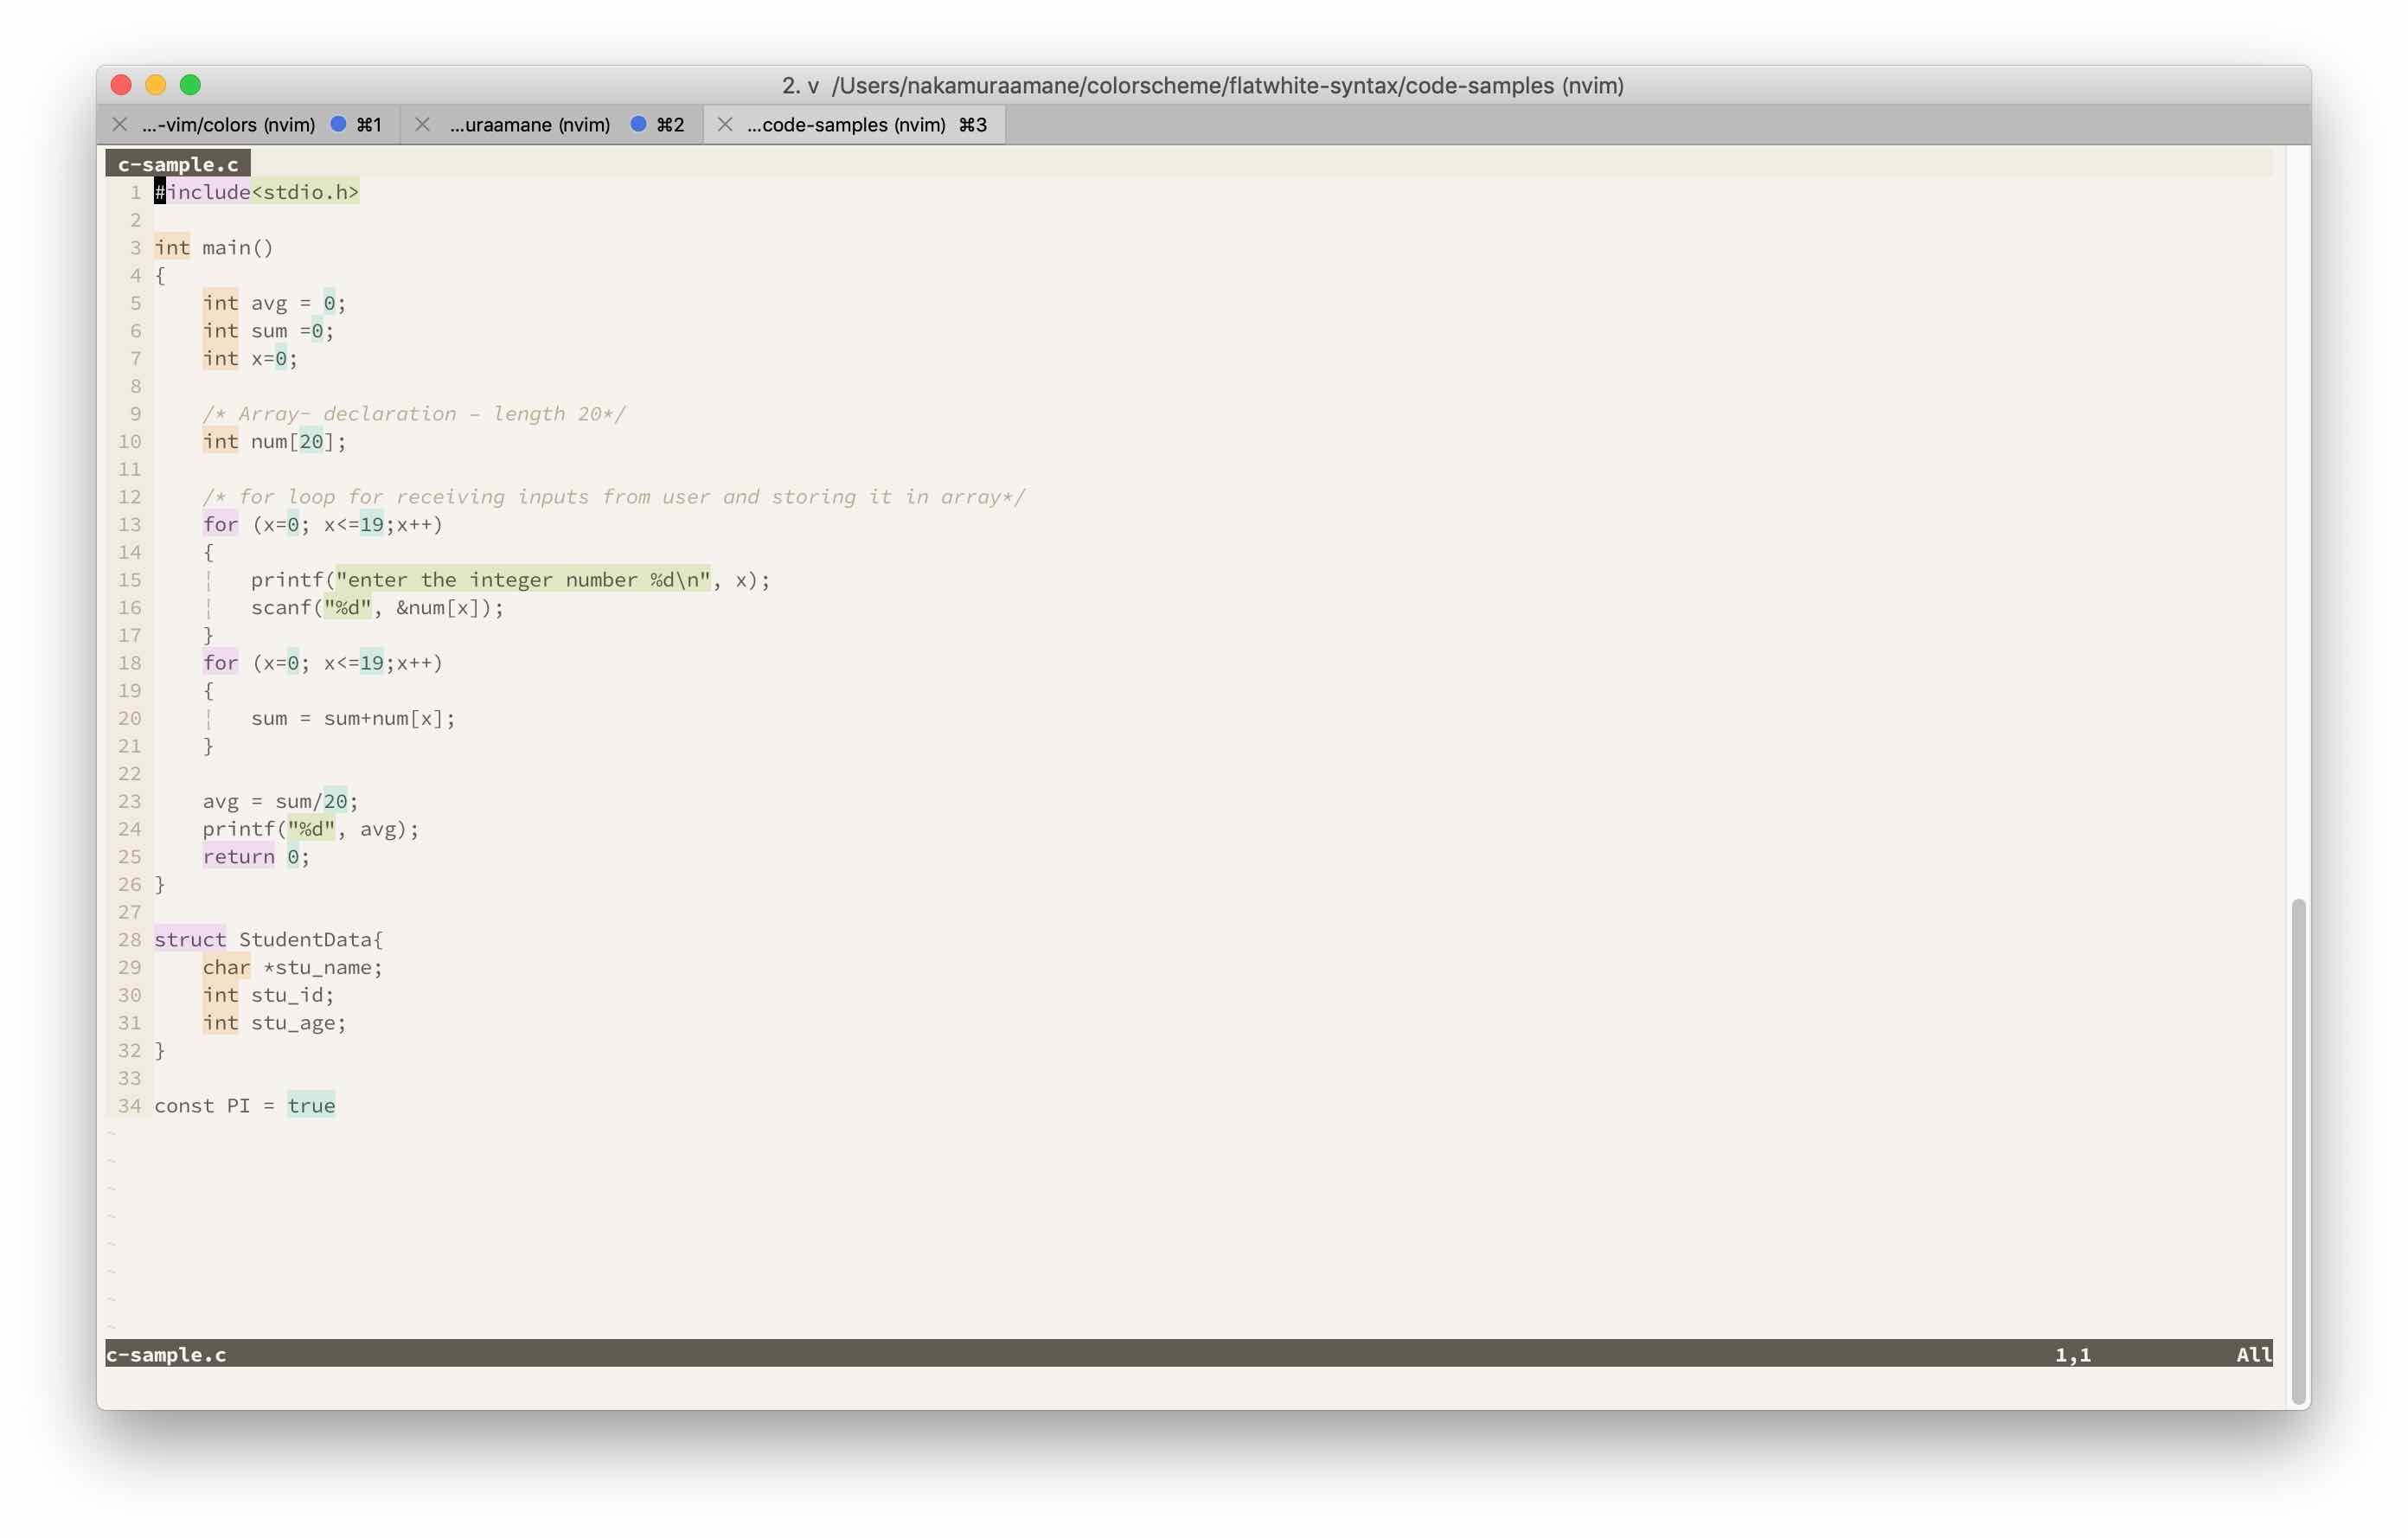 2. v  /Users/nakamuraamane/colorscheme/flatwhite-syntax/code-samples (nvim)
...-vim/colors (nvim) ⌘1 ...uraamane (nvim) ⌘2 ...code-samples (nvim) ⌘3
c-sample.c
1 #include<stdio.h>
2
3 int main()
4 {
5     int avg = 0;
6     int sum =0;
7     int x=0;
8
9     /* Array- declaration – length 20*/
10     int num[20];
11
12     /* for loop for receiving inputs from user and storing it in array*/
13     for (x=0; x<=19;x++)
14     {
15     ¦   printf("enter the integer number %d\n", x);
16     ¦   scanf("%d", &num[x]);
17     }
18     for (x=0; x<=19;x++)
19     {
20     ¦   sum = sum+num[x];
21     }
22
23     avg = sum/20;
24     printf("%d", avg);
25     return 0;
26 }
27
28 struct StudentData{
29     char *stu_name;
30     int stu_id;
31     int stu_age;
32 }
33
34 const PI = true
~
~
~
~
~
~
~
~
c-sample.c 1,1 All